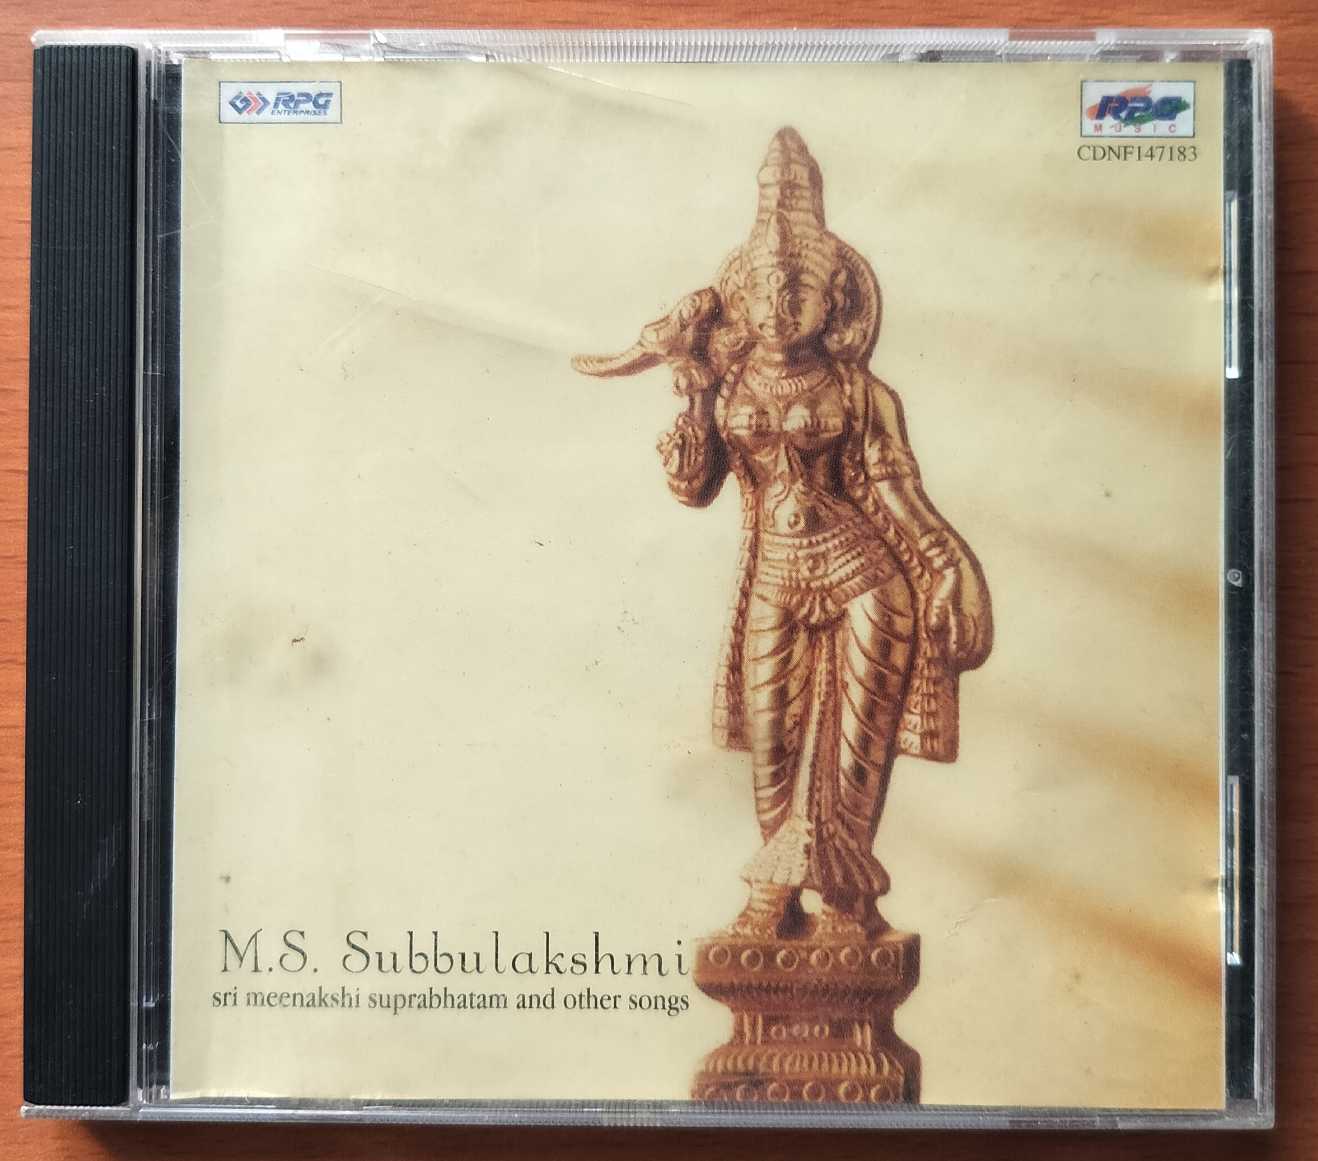 RPG
ENTERPRISES
RPG
MUSIC
CDNF147183
M.S. Subbulakshmi
sri meenakshi suprabhatam and other songs